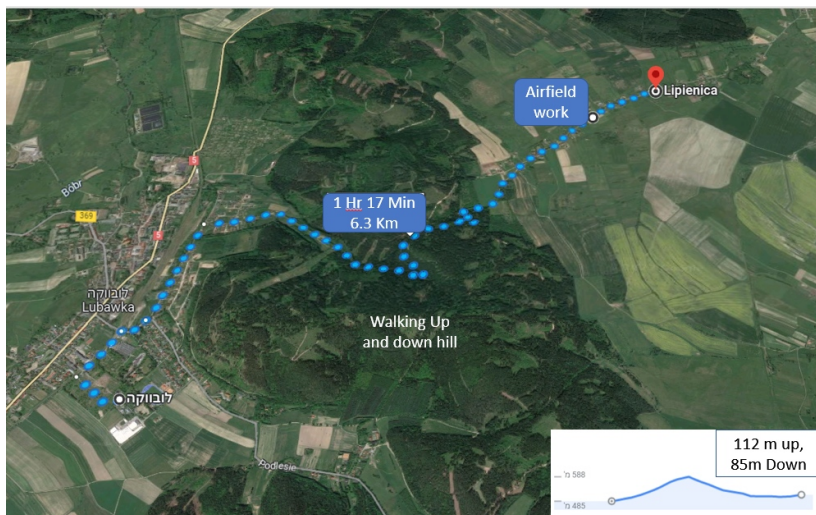 Lipienica
Airfield
work
5
Bóbr
369
1 Hr 17 Min
6.3 Km
5
לובווקה
Lubawka
Walking Up
and down hill
לובווקה
Podlesie
112 m up,
85m Down
588 מ'
485 מ'